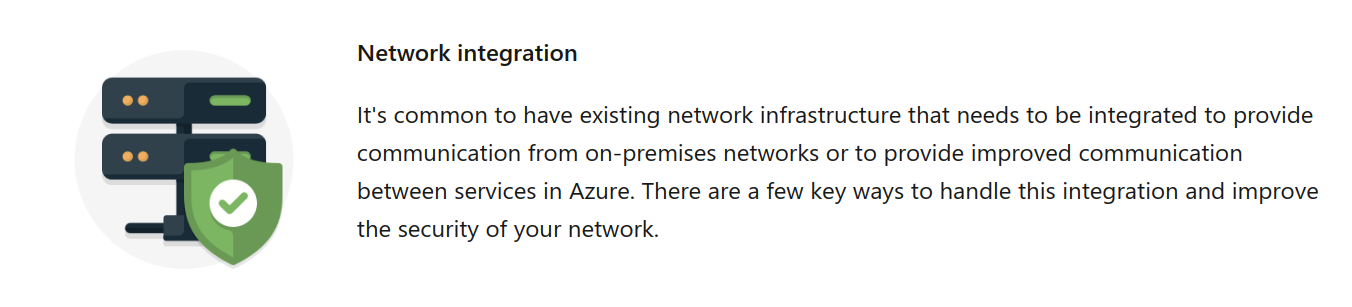 Network integration
It's common to have existing network infrastructure that needs to be integrated to provide
communication from on-premises networks or to provide improved communication
between services in Azure. There are a few key ways to handle this integration and improve
the security of your network.